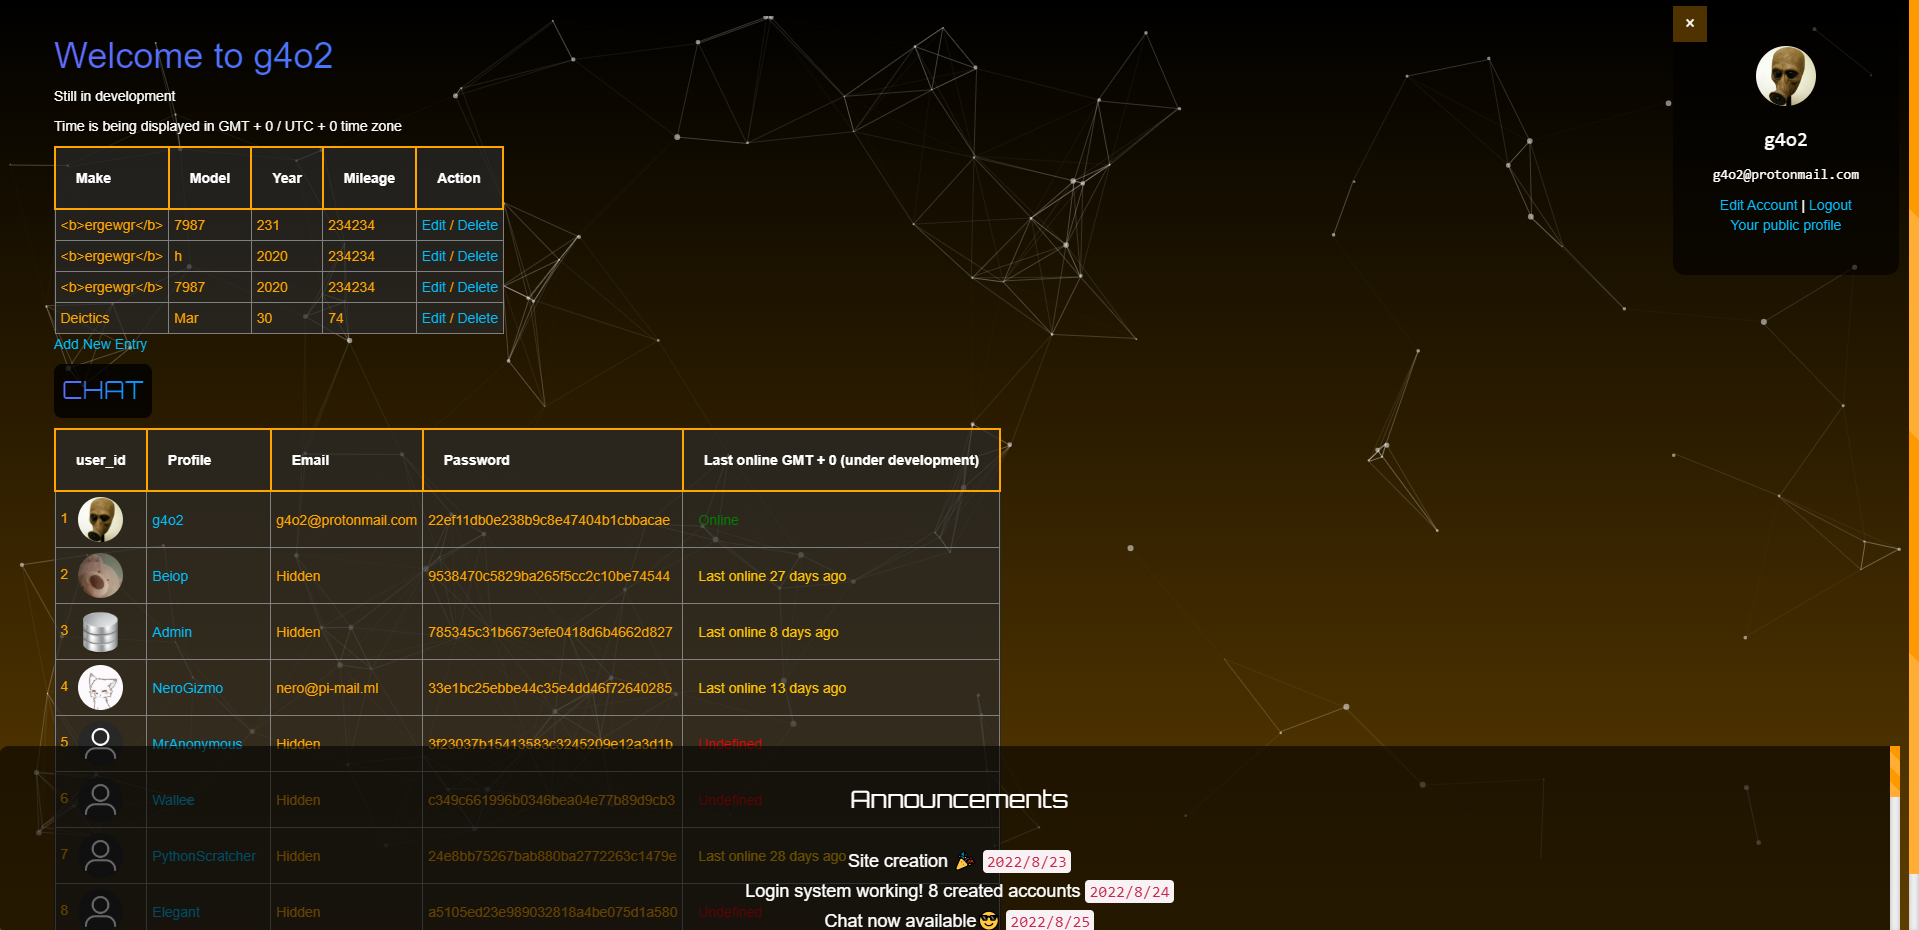 Welcome to g4o2
Still in development
Time is being displayed in GMT + 0 / UTC + 0 time zone
Make Model Year Mileage Action
<b>ergewgr</b> 7987 231 234234 Edit / Delete
<b>ergewgr</b> h 2020 234234 Edit / Delete
<b>ergewgr</b> 7987 2020 234234 Edit / Delete
Deictics Mar 30 74 Edit / Delete
Add New Entry
CHAT
×
g4o2
g4o2@protonmail.com
Edit Account | Logout
Your public profile
user_id Profile Email Password Last online GMT + 0 (under development)
1 g4o2 g4o2@protonmail.com 22ef11db0e238b9c8e47404b1cbbacae Online
2 Beiop Hidden 9538470c5829ba265f5cc2c10be74544 Last online 27 days ago
3 Admin Hidden 785345c31b6673efe0418d6b4662d827 Last online 8 days ago
4 NeroGizmo nero@pi-mail.ml 33e1bc25ebbe44c35e4dd46f72640285 Last online 13 days ago
5 MrAnonymous Hidden 3f23037b15413583c3245209e12a3d1b Undefined
6 Wallee Hidden c349c661996b0346bea04e77b89d9cb3 Undefined
7 PythonScratcher Hidden 24e8bb75267bab880ba2772263c1479e Last online 28 days ago
8 Elegant Hidden a5105ed23e989032818a4be075d1a580 Undefined
Announcements
Site creation 🎉 2022/8/23
Login system working! 8 created accounts 2022/8/24
Chat now available😎 2022/8/25